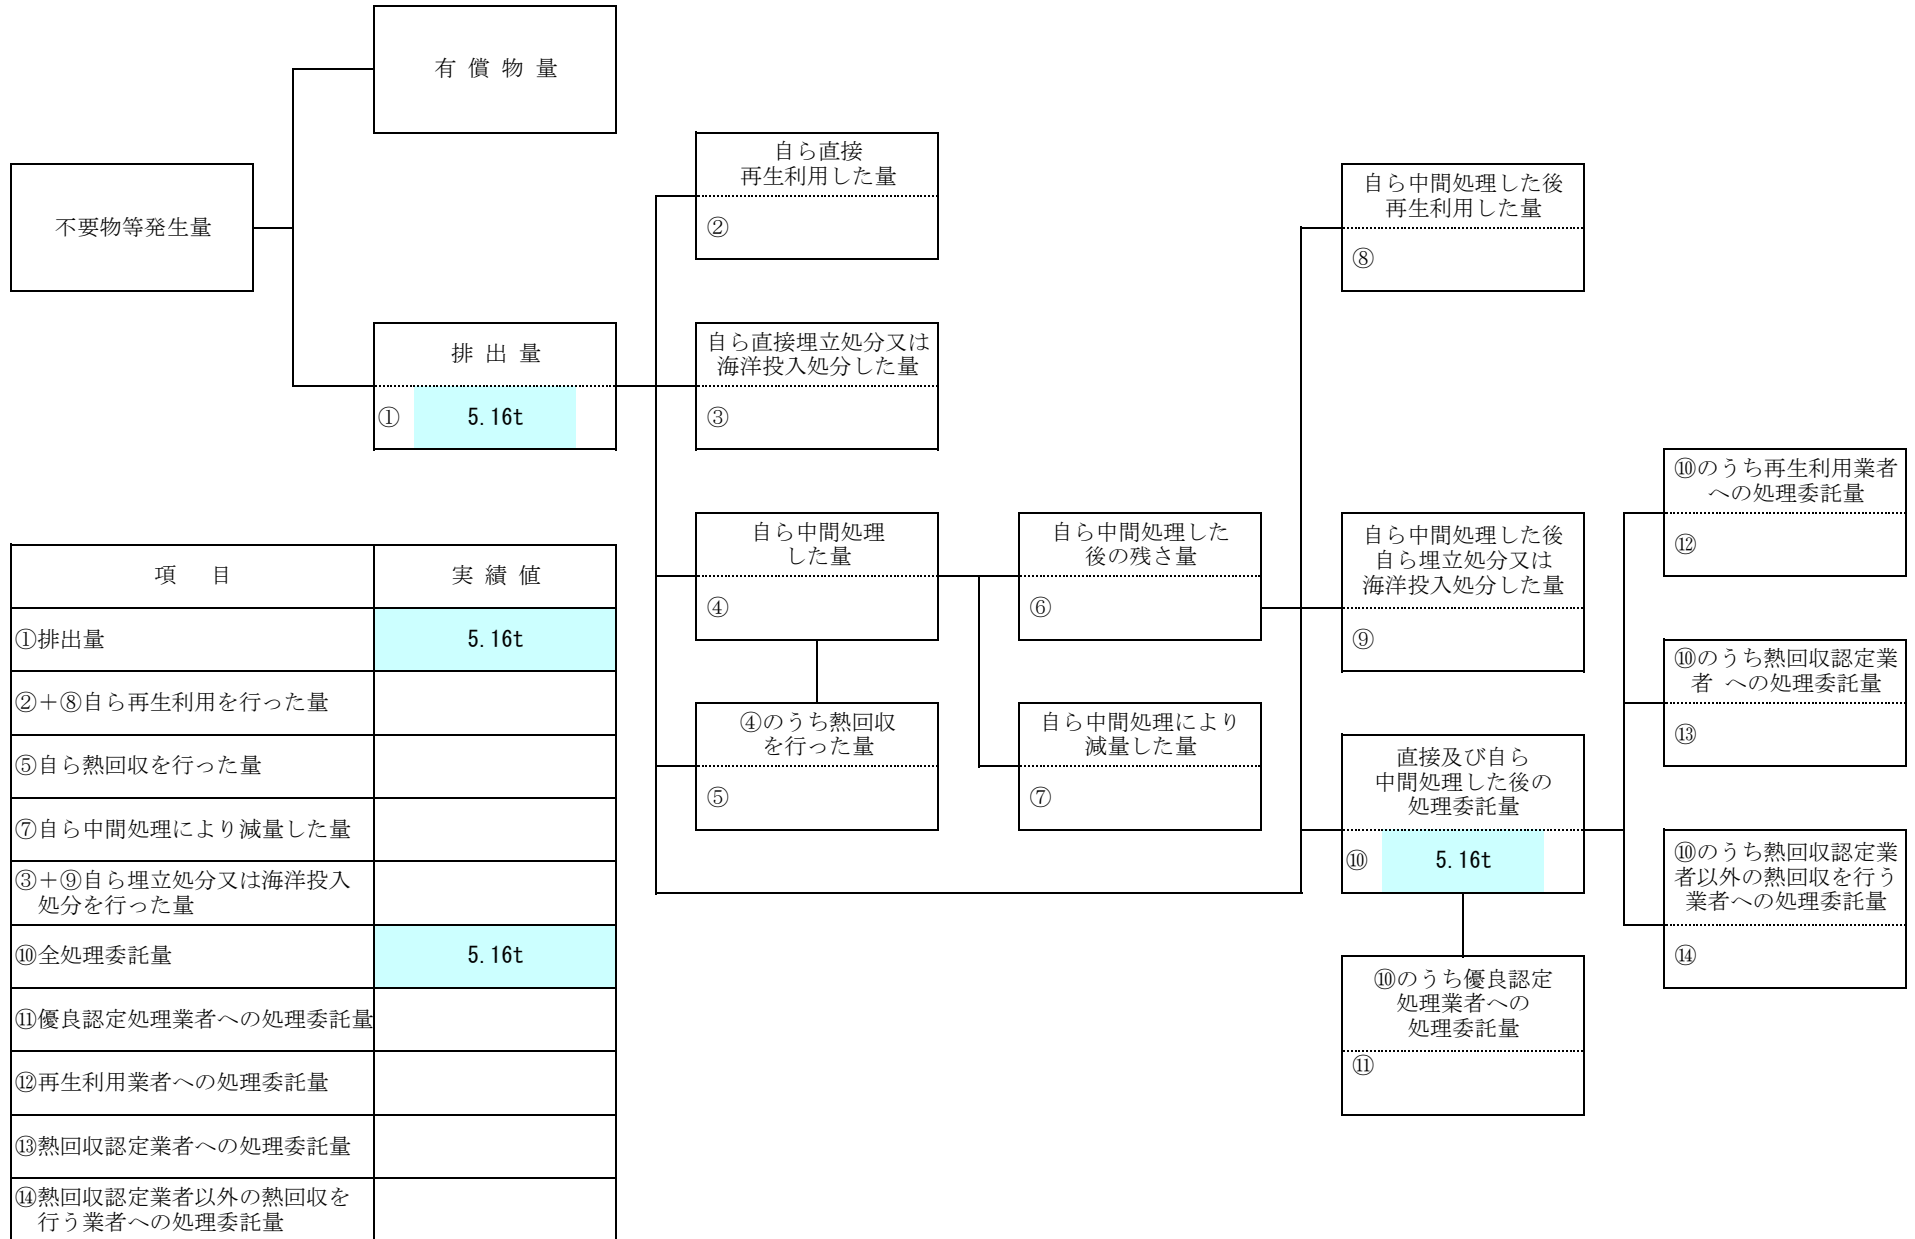 有 償 物 量
不要物等発生量
排 出 量
① 5.16t
自ら直接
再生利用した量
②
自ら直接埋立処分又は
海洋投入処分した量
③
自ら中間処理
した量
④
④のうち熱回収
を行った量
⑤
自ら中間処理した
後の残さ量
⑥
自ら中間処理により
減量した量
⑦
自ら中間処理した後
再生利用した量
⑧
自ら中間処理した後
自ら埋立処分又は
海洋投入処分した量
⑨
直接及び自ら
中間処理した後の
処理委託量
⑩ 5.16t
⑩のうち優良認定
処理業者への
処理委託量
⑪
⑩のうち再生利用業者
への処理委託量
⑫
⑩のうち熱回収認定業
者 への処理委託量
⑬
⑩のうち熱回収認定業
者以外の熱回収を行う
業者への処理委託量
⑭
項 目 実 績 値
①排出量 5.16t
②+⑧自ら再生利用を行った量
⑤自ら熱回収を行った量
⑦自ら中間処理により減量した量
③+⑨自ら埋立処分又は海洋投入
処分を行った量
⑩全処理委託量 5.16t
⑪優良認定処理業者への処理委託量
⑫再生利用業者への処理委託量
⑬熱回収認定業者への処理委託量
⑭熱回収認定業者以外の熱回収を
行う業者への処理委託量